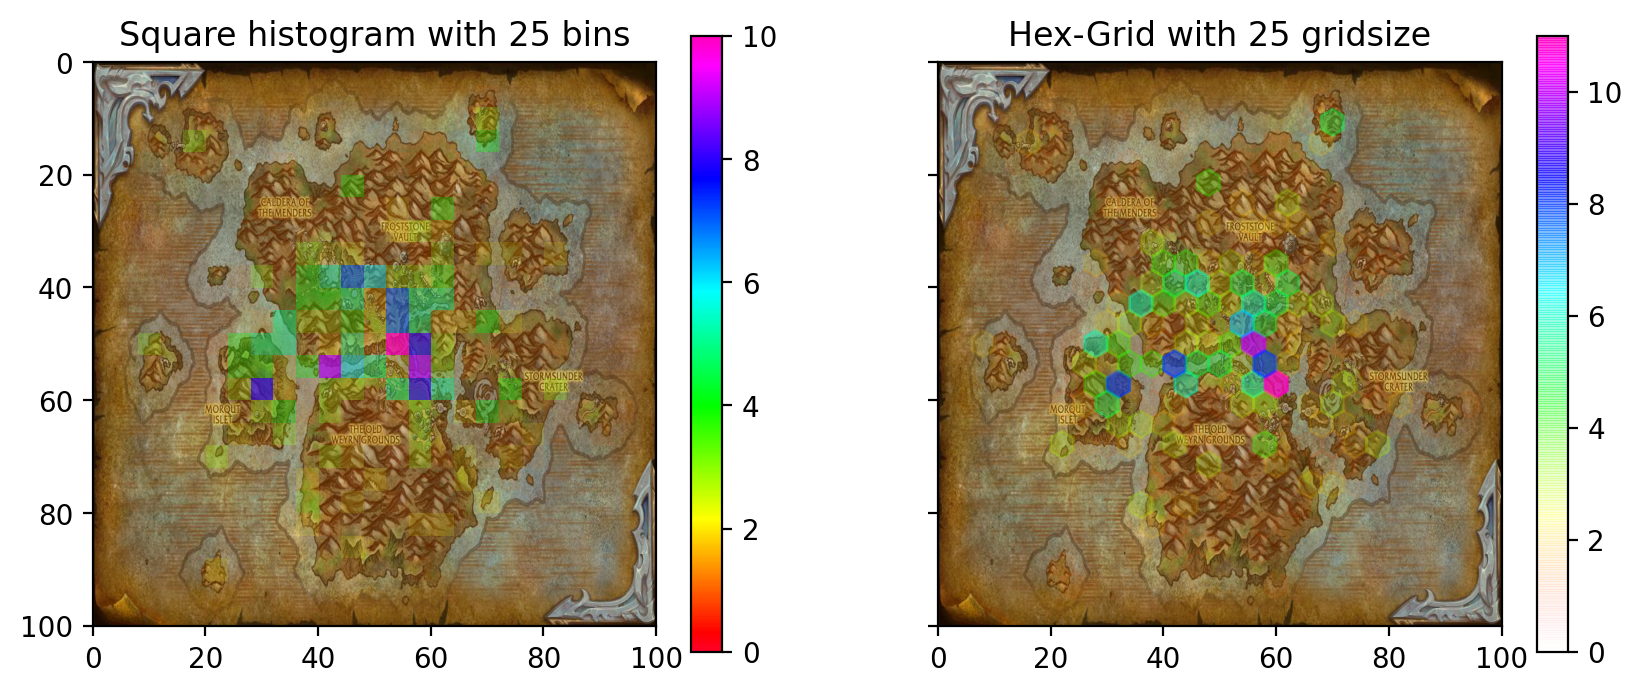 Square histogram with 25 bins
0
20
40
60
80
100
0 20 40 60 80 100
CALDERA OF
THE MENDERS
FROSTSTONE
VAULT
STORMSUNDER
CRATER
MORQUT
ISLET
THE OLD
WEYRN GROUNDS
10
8
6
4
2
0
Hex-Grid with 25 gridsize
0 20 40 60 80 100
CALDERA OF
THE MENDERS
FROSTSTONE
VAULT
STORMSUNDER
CRATER
MORQUT
ISLET
THE OLD
WEYRN GROUNDS
10
8
6
4
2
0